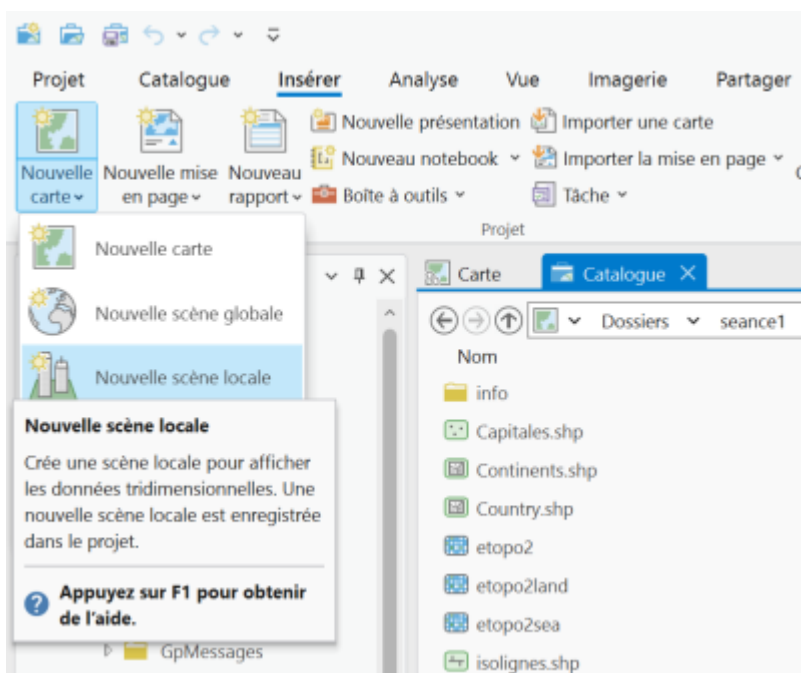 Projet Catalogue Insérer Analyse Vue Imagerie Partager
Nouvelle carte
Nouvelle mise en page
Nouveau rapport
Nouvelle présentation
Nouveau notebook
Boîte à outils
Importer une carte
Importer la mise en page
Tâche
Projet
Nouvelle carte
Nouvelle scène globale
Nouvelle scène locale
Nouvelle scène locale
Crée une scène locale pour afficher
les données tridimensionnelles. Une
nouvelle scène locale est enregistrée
dans le projet.
Appuyez sur F1 pour obtenir
de l'aide.
GpMessages
Carte Catalogue
Dossiers seance1
Nom
info
Capitales.shp
Continents.shp
Country.shp
etopo2
etopo2land
etopo2sea
isolignes.shp